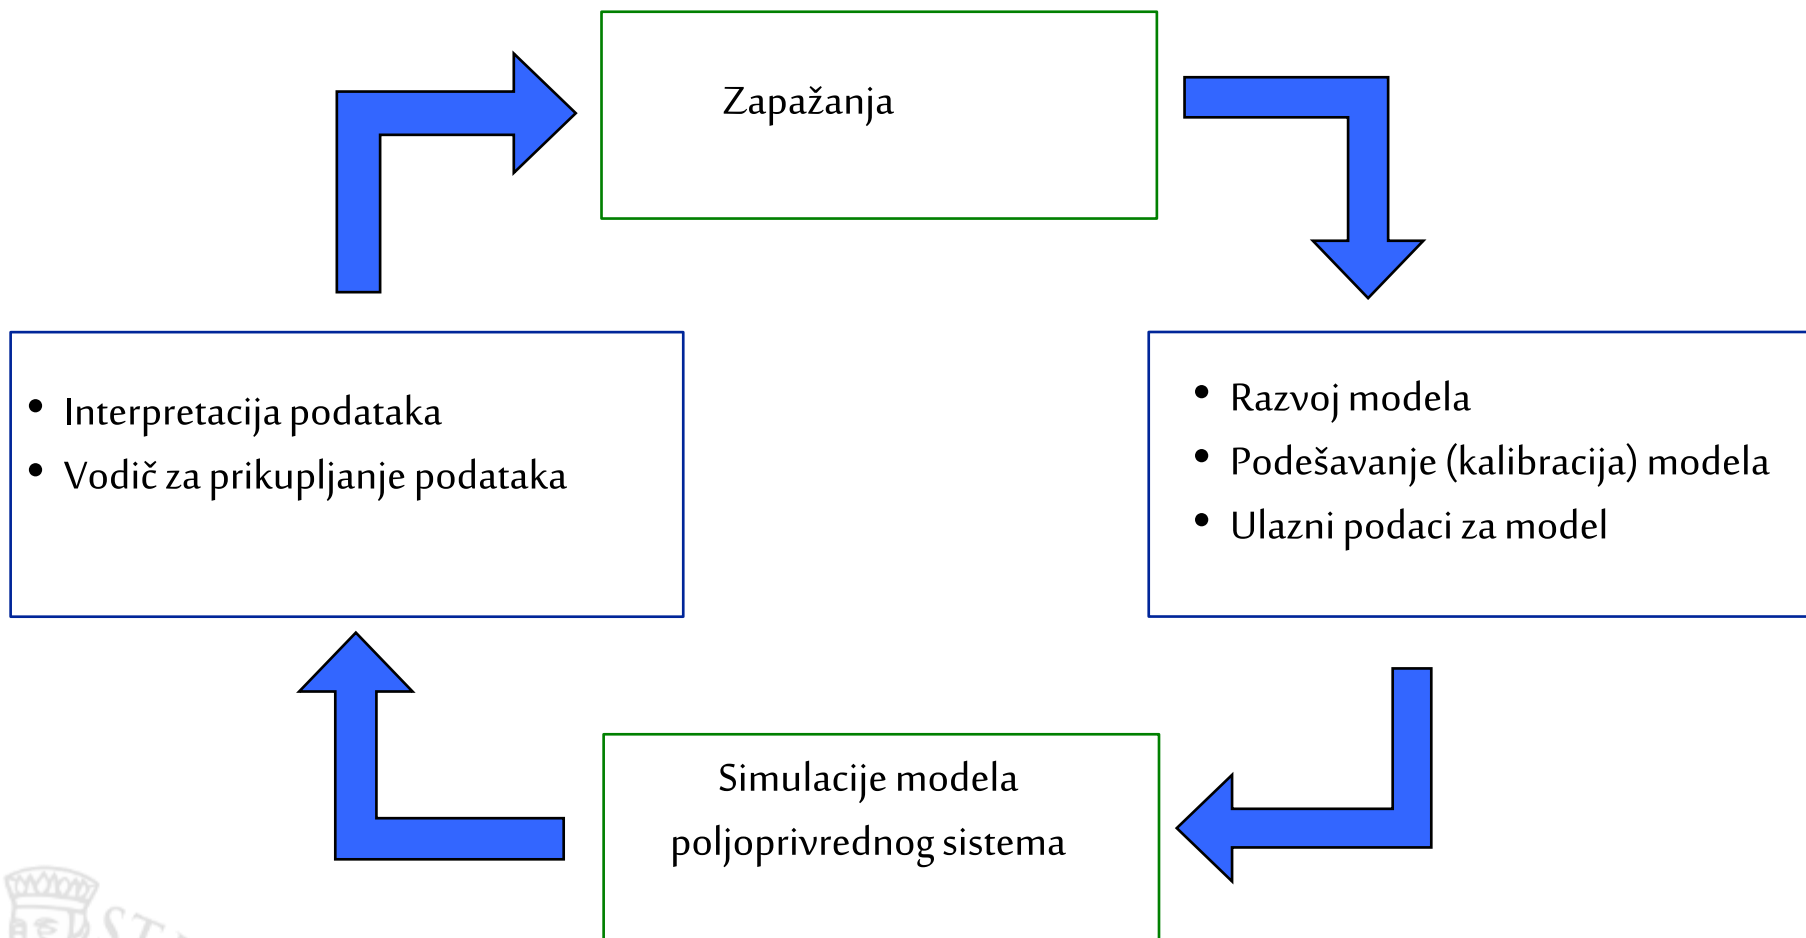 Zapažanja
• Interpretacija podataka
• Vodič za prikupljanje podataka
• Razvoj modela
• Podešavanje (kalibracija) modela
• Ulazni podaci za model
Simulacije modela
poljoprivrednog sistema